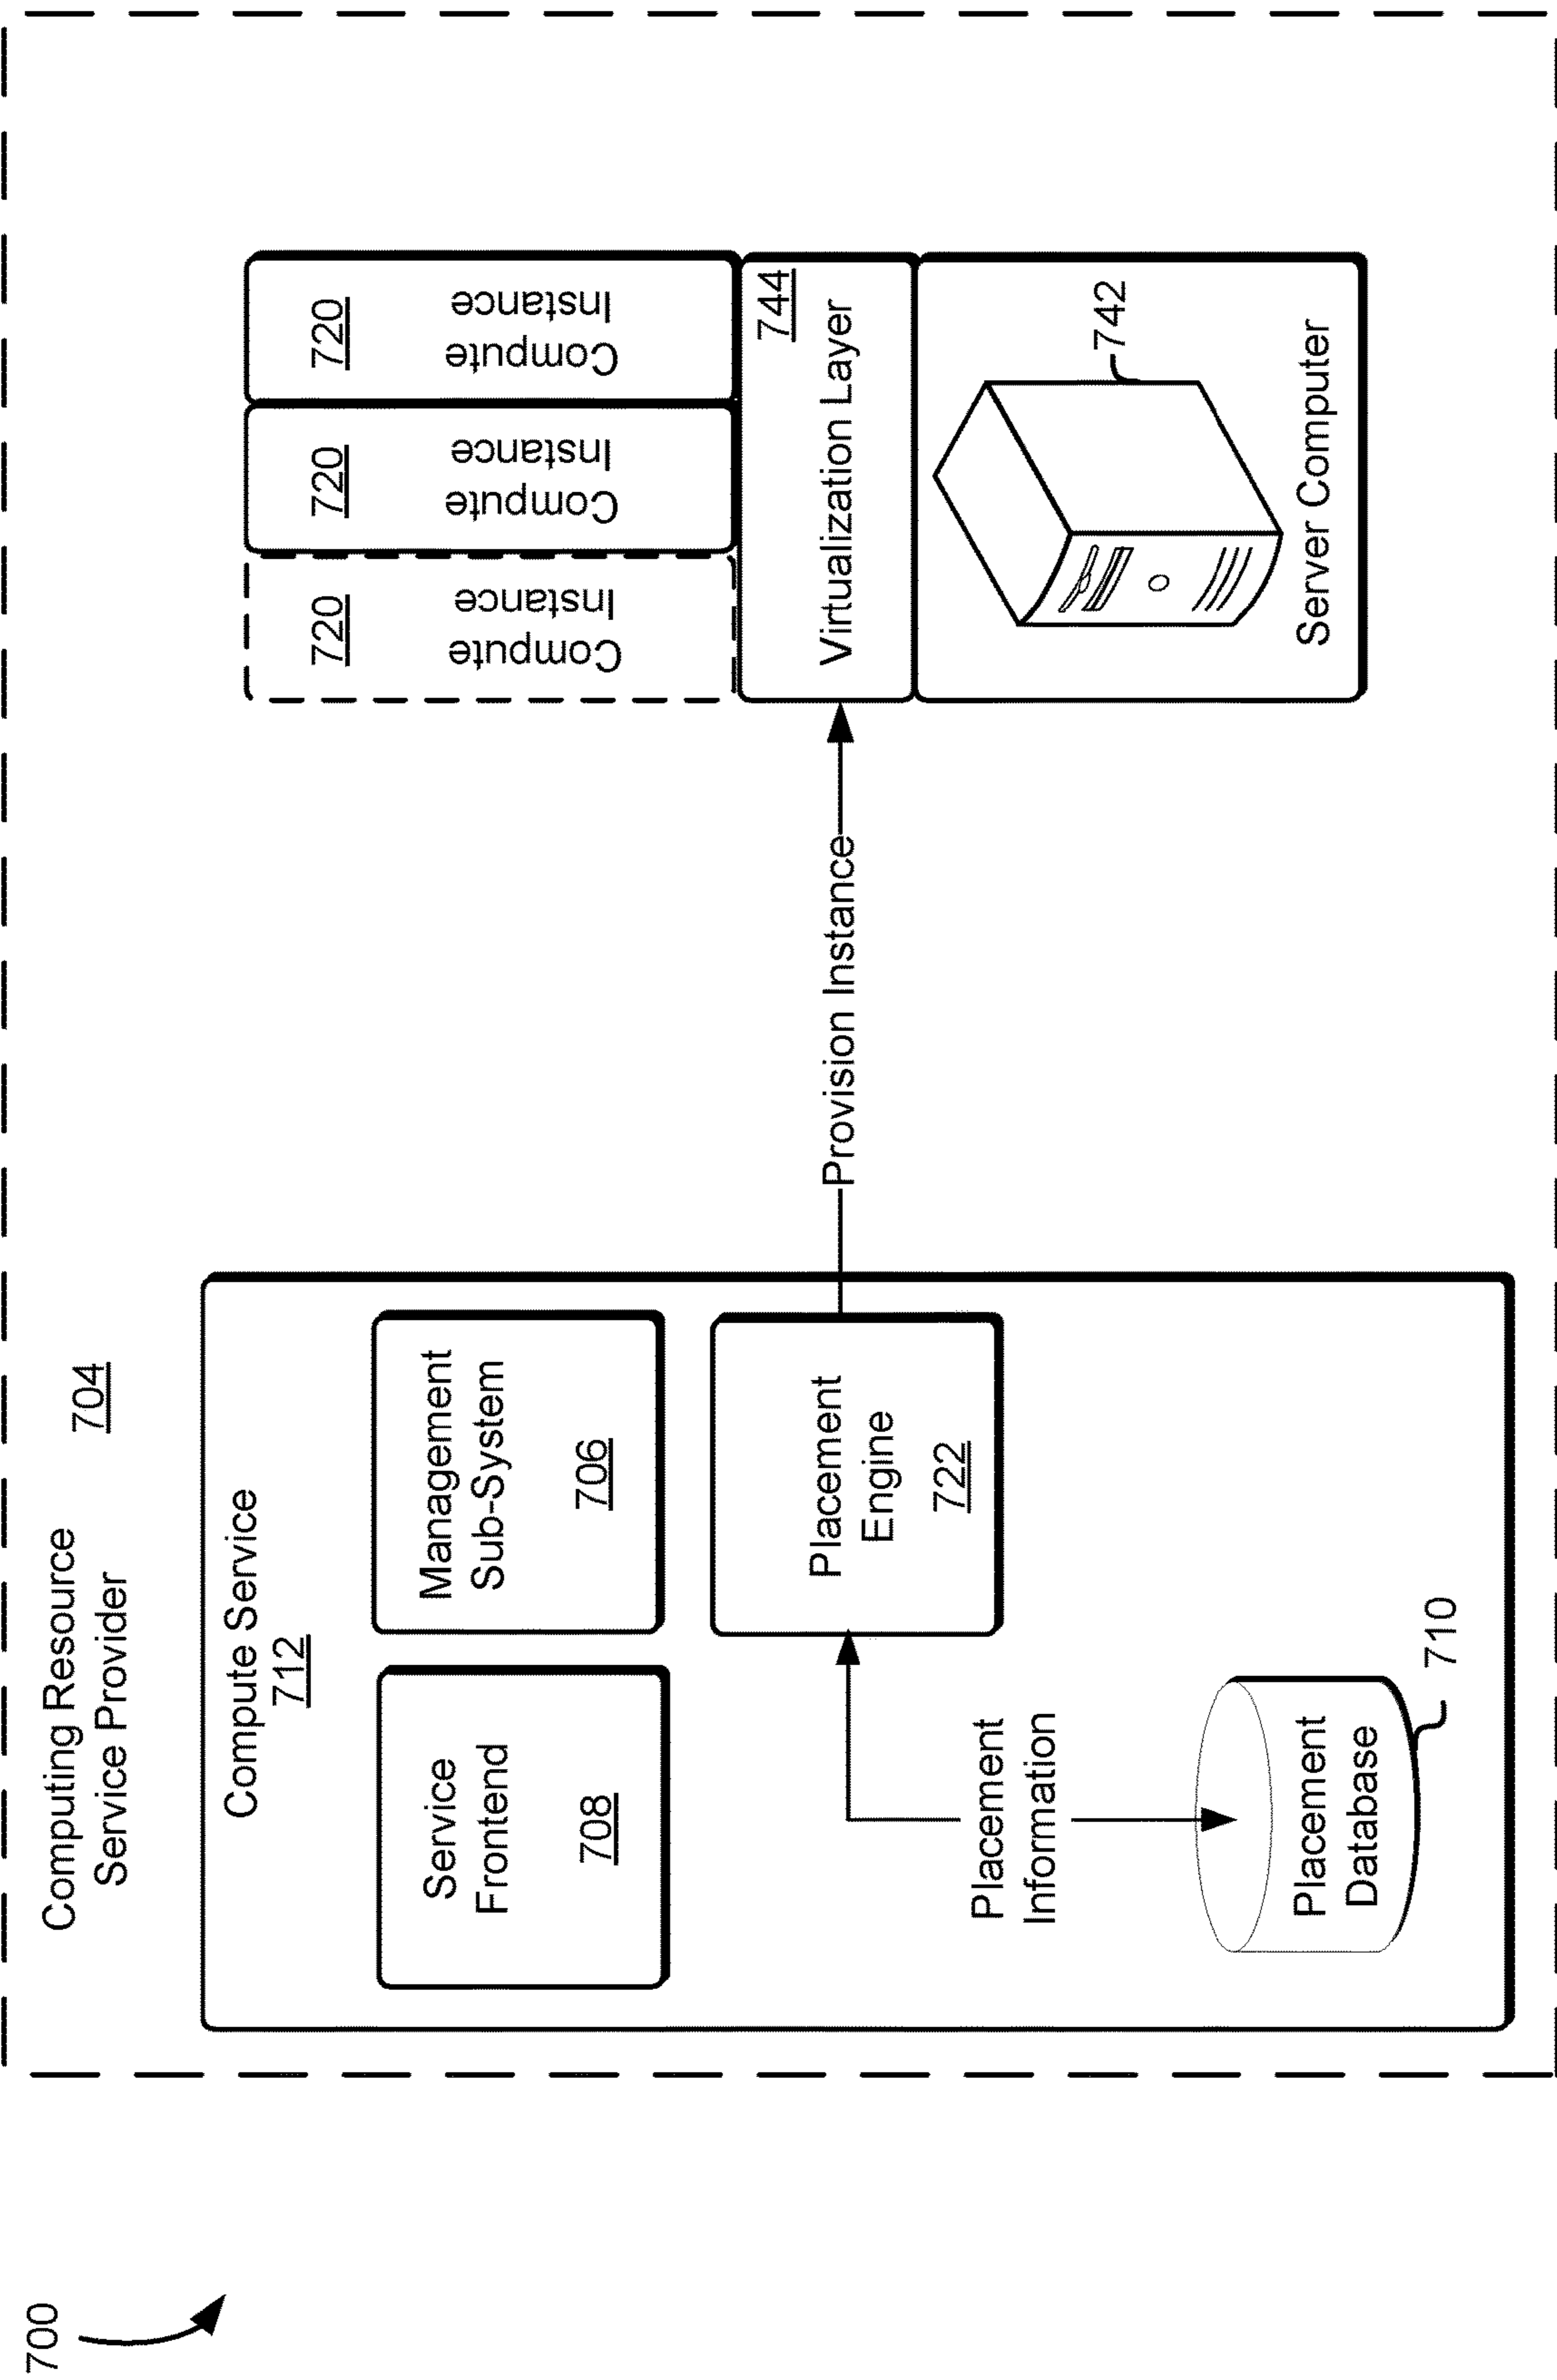 700
Computing Resource
Service Provider
704
Compute Service
712
Service
Frontend
708
Management
Sub-System
706
Placement
Engine
722
Placement
Information
Placement
Database
710
Provision Instance
720
Compute
Instance
720
Compute
Instance
720
Compute
Instance
744
Virtualization Layer
742
Server Computer